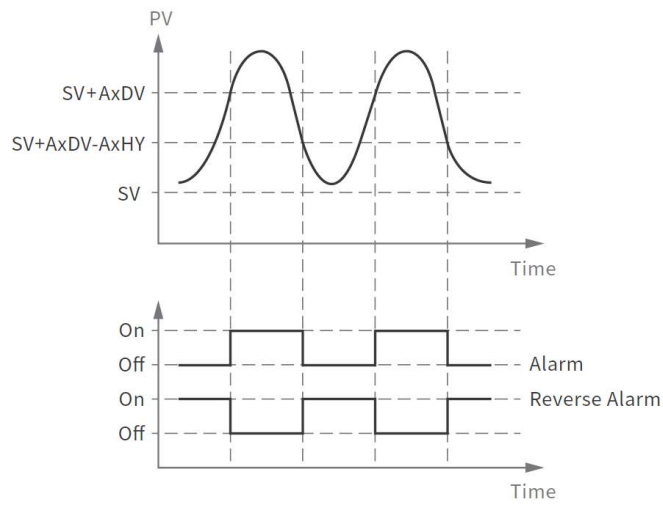 PV
SV+AxDV
SV+AxDV-AxHY
SV
Time
On
Off
Alarm
On
Reverse Alarm
Off
Time